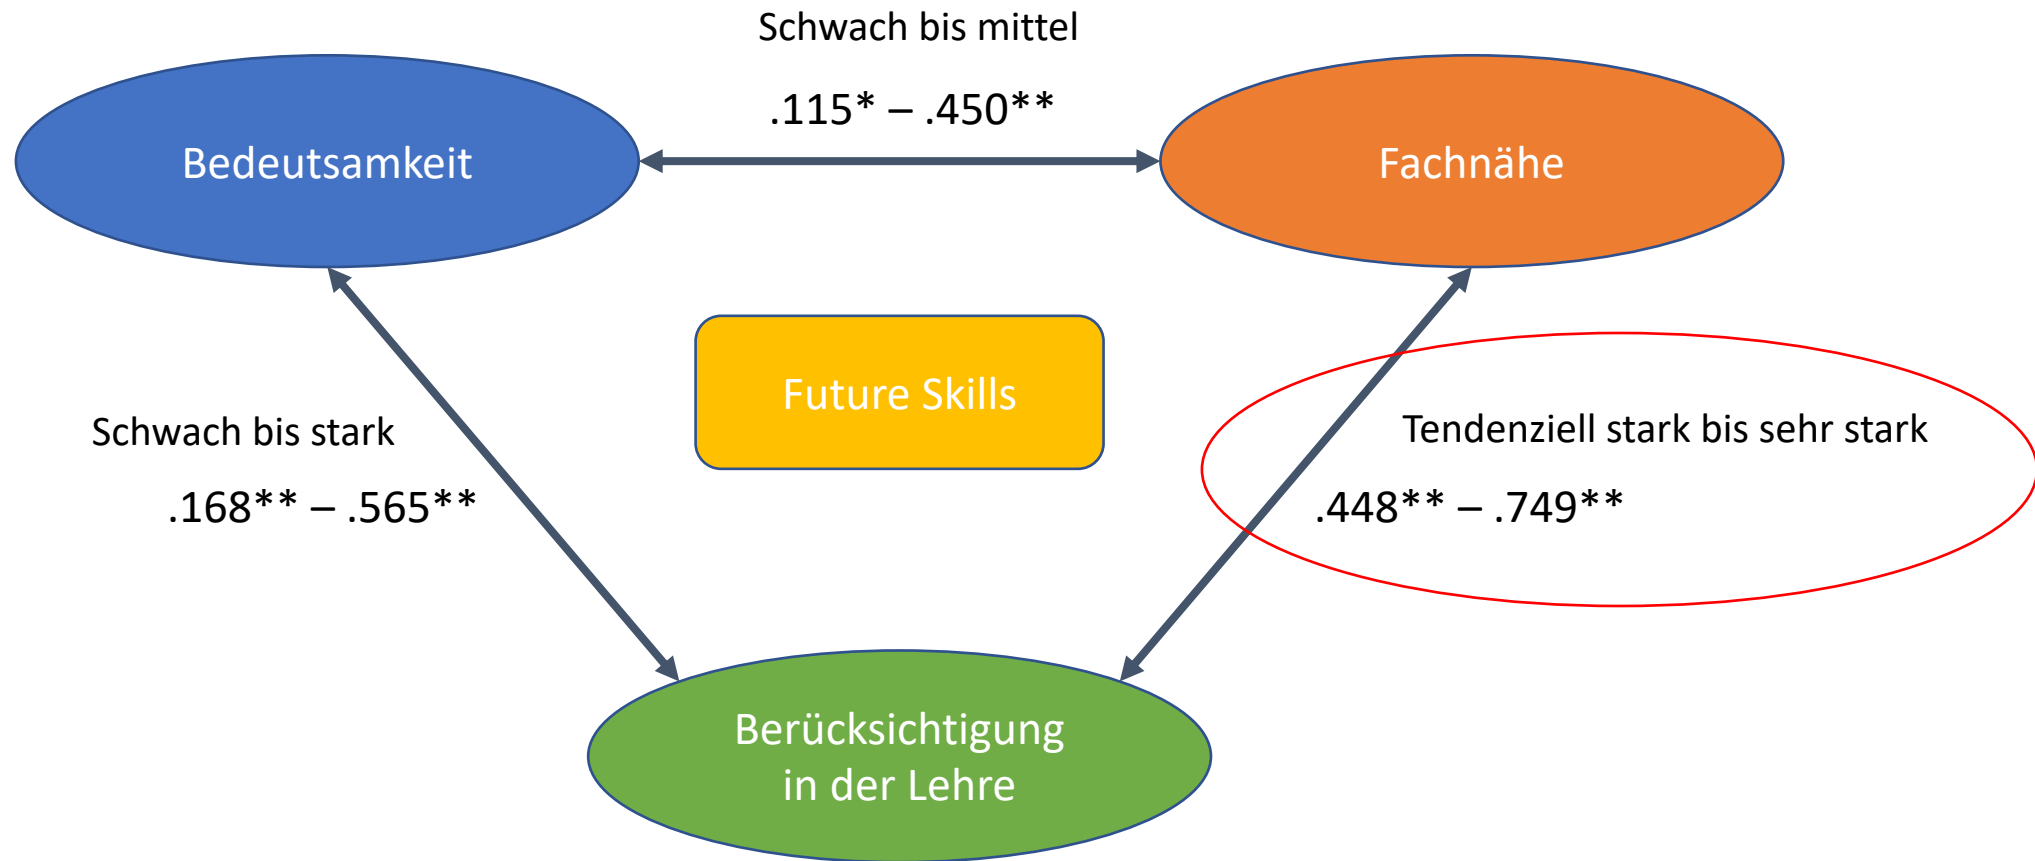 Schwach bis mittel
.115* – .450**
Bedeutsamkeit
Fachnähe
Future Skills
Schwach bis stark
.168** – .565**
Tendenziell stark bis sehr stark
.448** – .749**
Berücksichtigung
in der Lehre